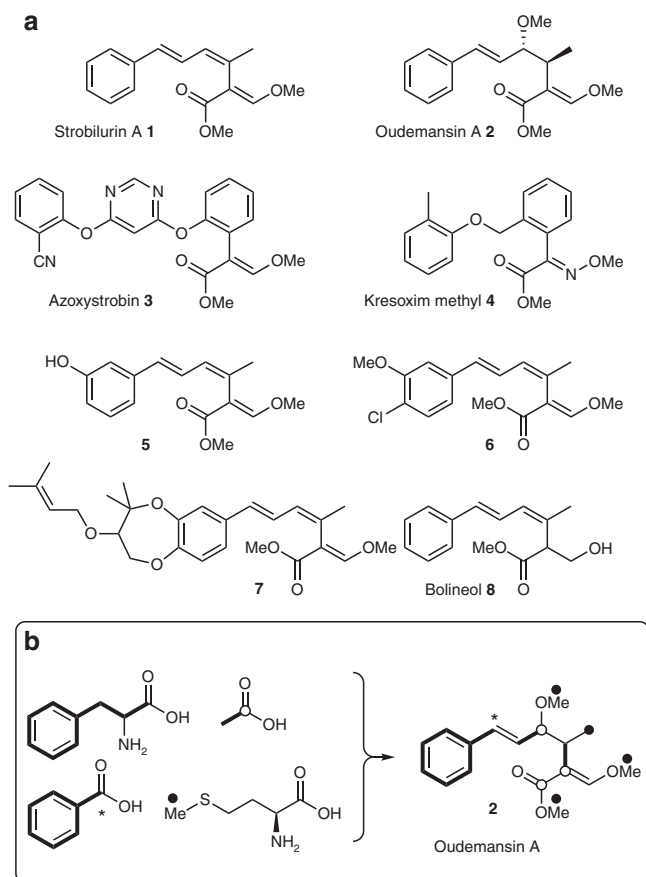 a
OMe
OMe
O
OMe
Strobilurin A 1
OMe
O
OMe
Oudemansin A 2
N N
O O
CN
O
OMe
OMe
Azoxystrobin 3
O
O
N
OMe
OMe
Kresoxim methyl 4
HO
O
OMe
OMe
5
MeO
Cl
MeO
OMe
O
6
O
O
O
MeO
OMe
O
7
MeO
OH
O
Bolineol 8
b
O
OH
NH2
O
OH
O
OH
*
S
Me
O
OH
NH2
*
OMe
O
OMe
OMe
2
Oudemansin A